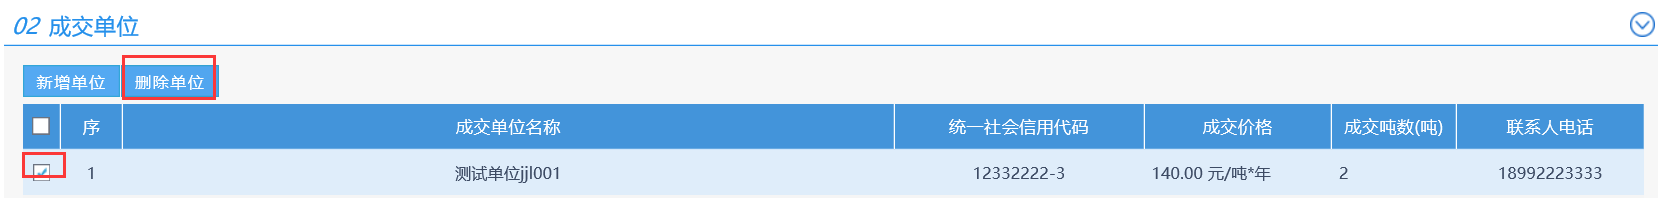 02 成交单位
新增单位 删除单位
序 成交单位名称 统一社会信用代码 成交价格 成交吨数(吨) 联系人电话
1 测试单位jjl001 12332222-3 140.00 元/吨*年 2 18992223333